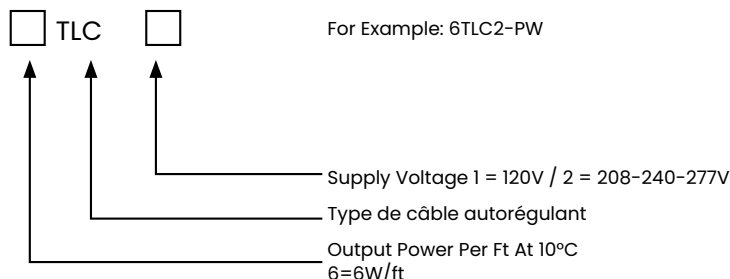 TLC
For Example: 6TLC2-PW
Supply Voltage 1 = 120V / 2 = 208-240-277V
Type de câble autorégulant
Output Power Per Ft At 10°C
6=6W/ft